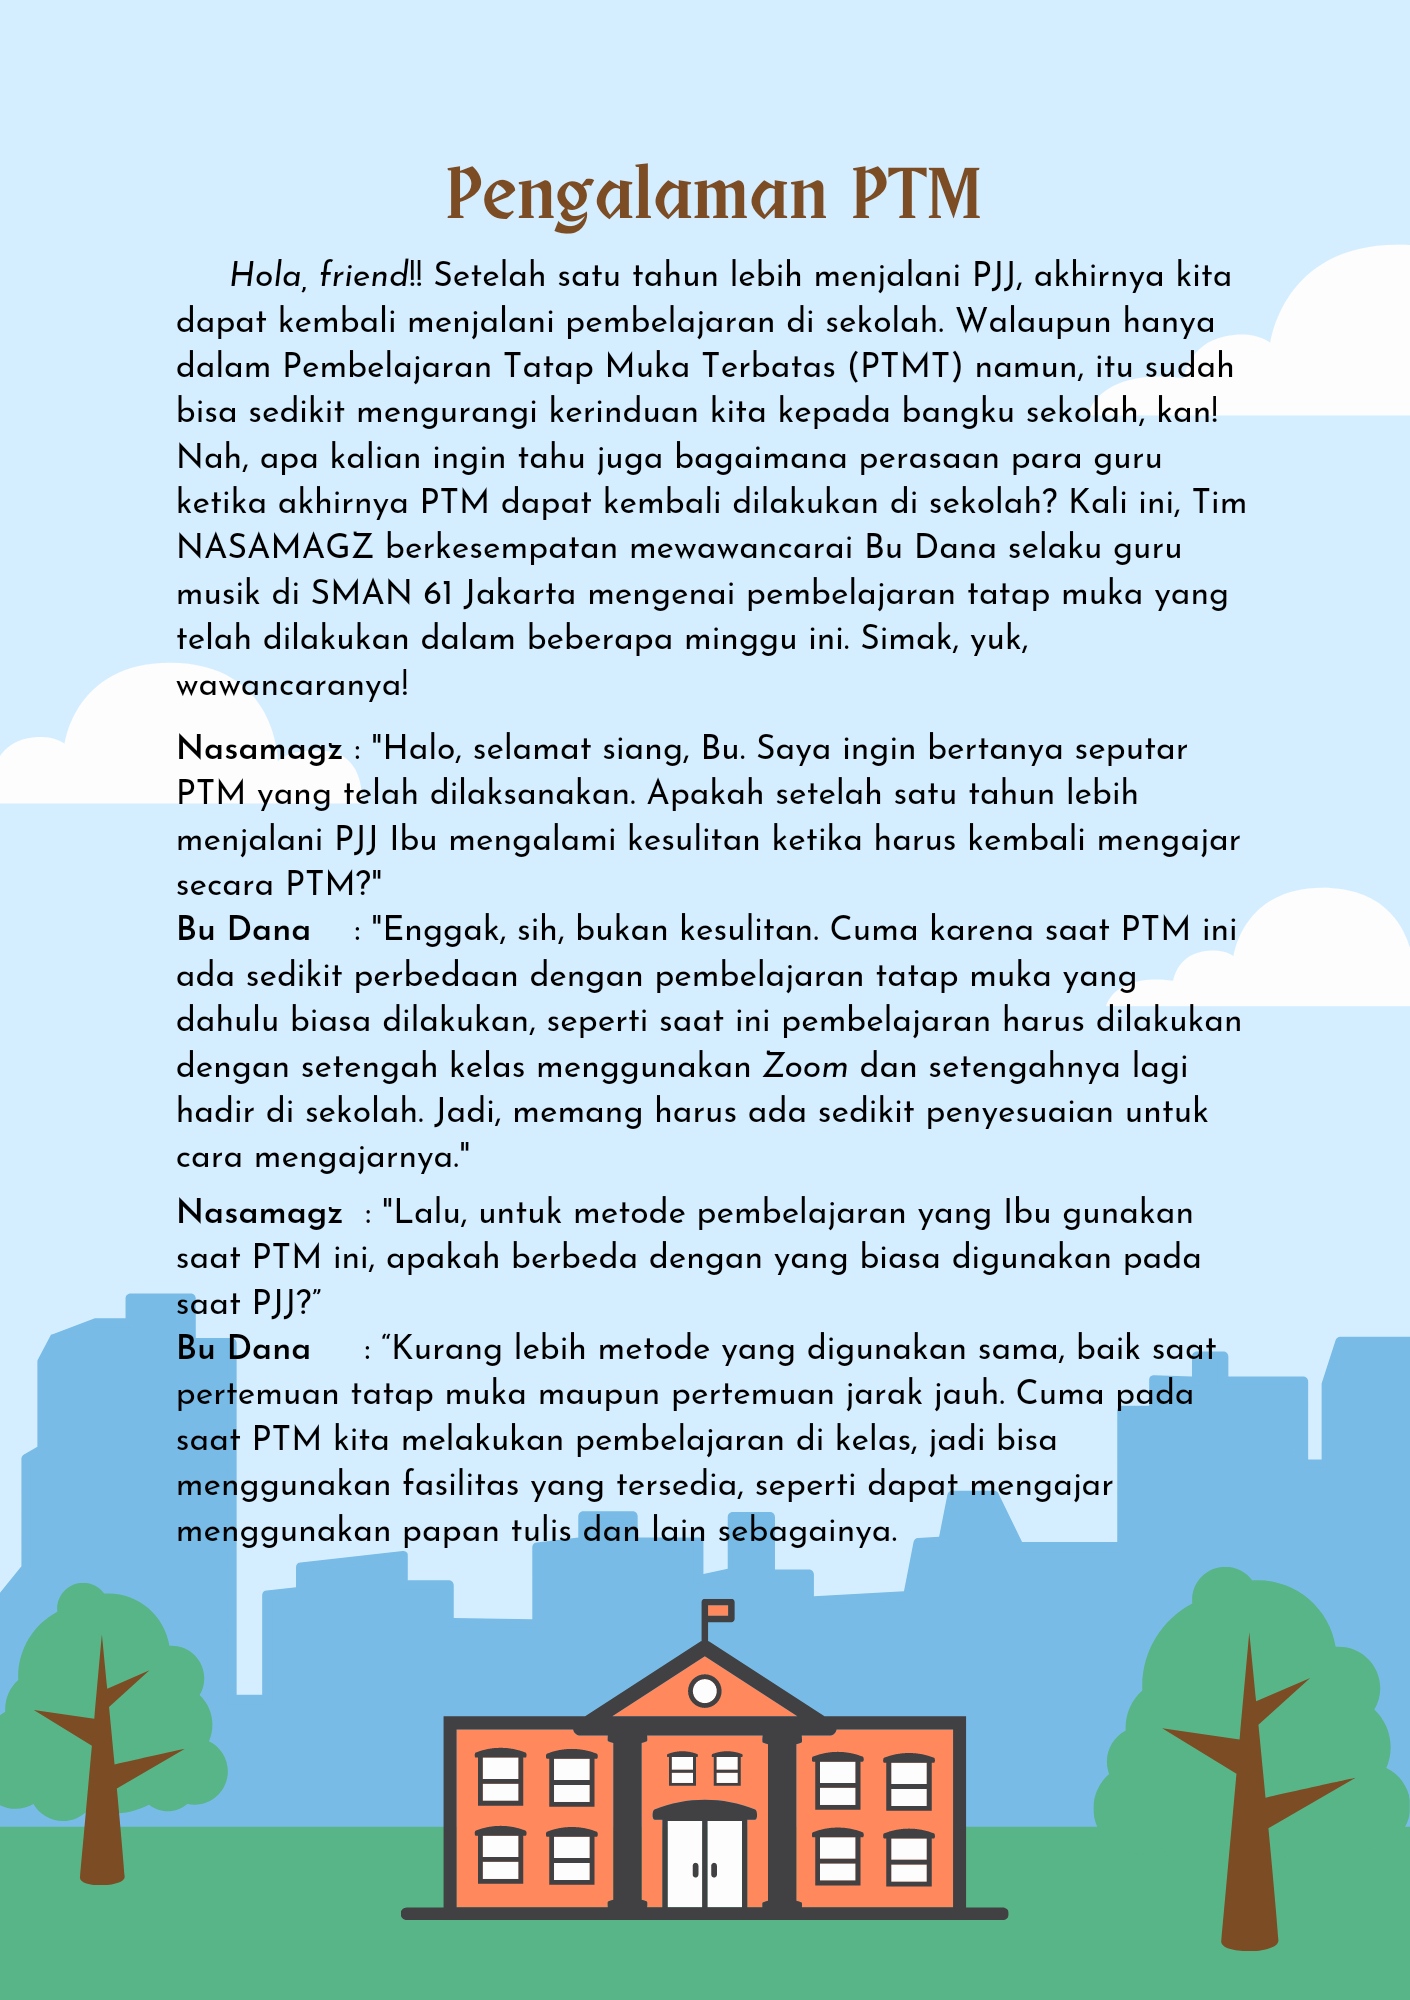 Pengalaman PTM
Hola, friend!! Setelah satu tahun lebih menjalani PJJ, akhirnya kita
dapat kembali menjalani pembelajaran di sekolah. Walaupun hanya
dalam Pembelajaran Tatap Muka Terbatas (PTMT) namun, itu sudah
bisa sedikit mengurangi kerinduan kita kepada bangku sekolah, kan!
Nah, apa kalian ingin tahu juga bagaimana perasaan para guru
ketika akhirnya PTM dapat kembali dilakukan di sekolah? Kali ini, Tim
NASAMAGZ berkesempatan mewawancarai Bu Dana selaku guru
musik di SMAN 61 Jakarta mengenai pembelajaran tatap muka yang
telah dilakukan dalam beberapa minggu ini. Simak, yuk,
wawancaranya!
Nasamagz : "Halo, selamat siang, Bu. Saya ingin bertanya seputar
PTM yang telah dilaksanakan. Apakah setelah satu tahun lebih
menjalani PJJ Ibu mengalami kesulitan ketika harus kembali mengajar
secara PTM?"
Bu Dana : "Enggak, sih, bukan kesulitan. Cuma karena saat PTM ini
ada sedikit perbedaan dengan pembelajaran tatap muka yang
dahulu biasa dilakukan, seperti saat ini pembelajaran harus dilakukan
dengan setengah kelas menggunakan Zoom dan setengahnya lagi
hadir di sekolah. Jadi, memang harus ada sedikit penyesuaian untuk
cara mengajarnya."
Nasamagz : "Lalu, untuk metode pembelajaran yang Ibu gunakan
saat PTM ini, apakah berbeda dengan yang biasa digunakan pada
saat PJJ?”
Bu Dana : “Kurang lebih metode yang digunakan sama, baik saat
pertemuan tatap muka maupun pertemuan jarak jauh. Cuma pada
saat PTM kita melakukan pembelajaran di kelas, jadi bisa
menggunakan fasilitas yang tersedia, seperti dapat mengajar
menggunakan papan tulis dan lain sebagainya.